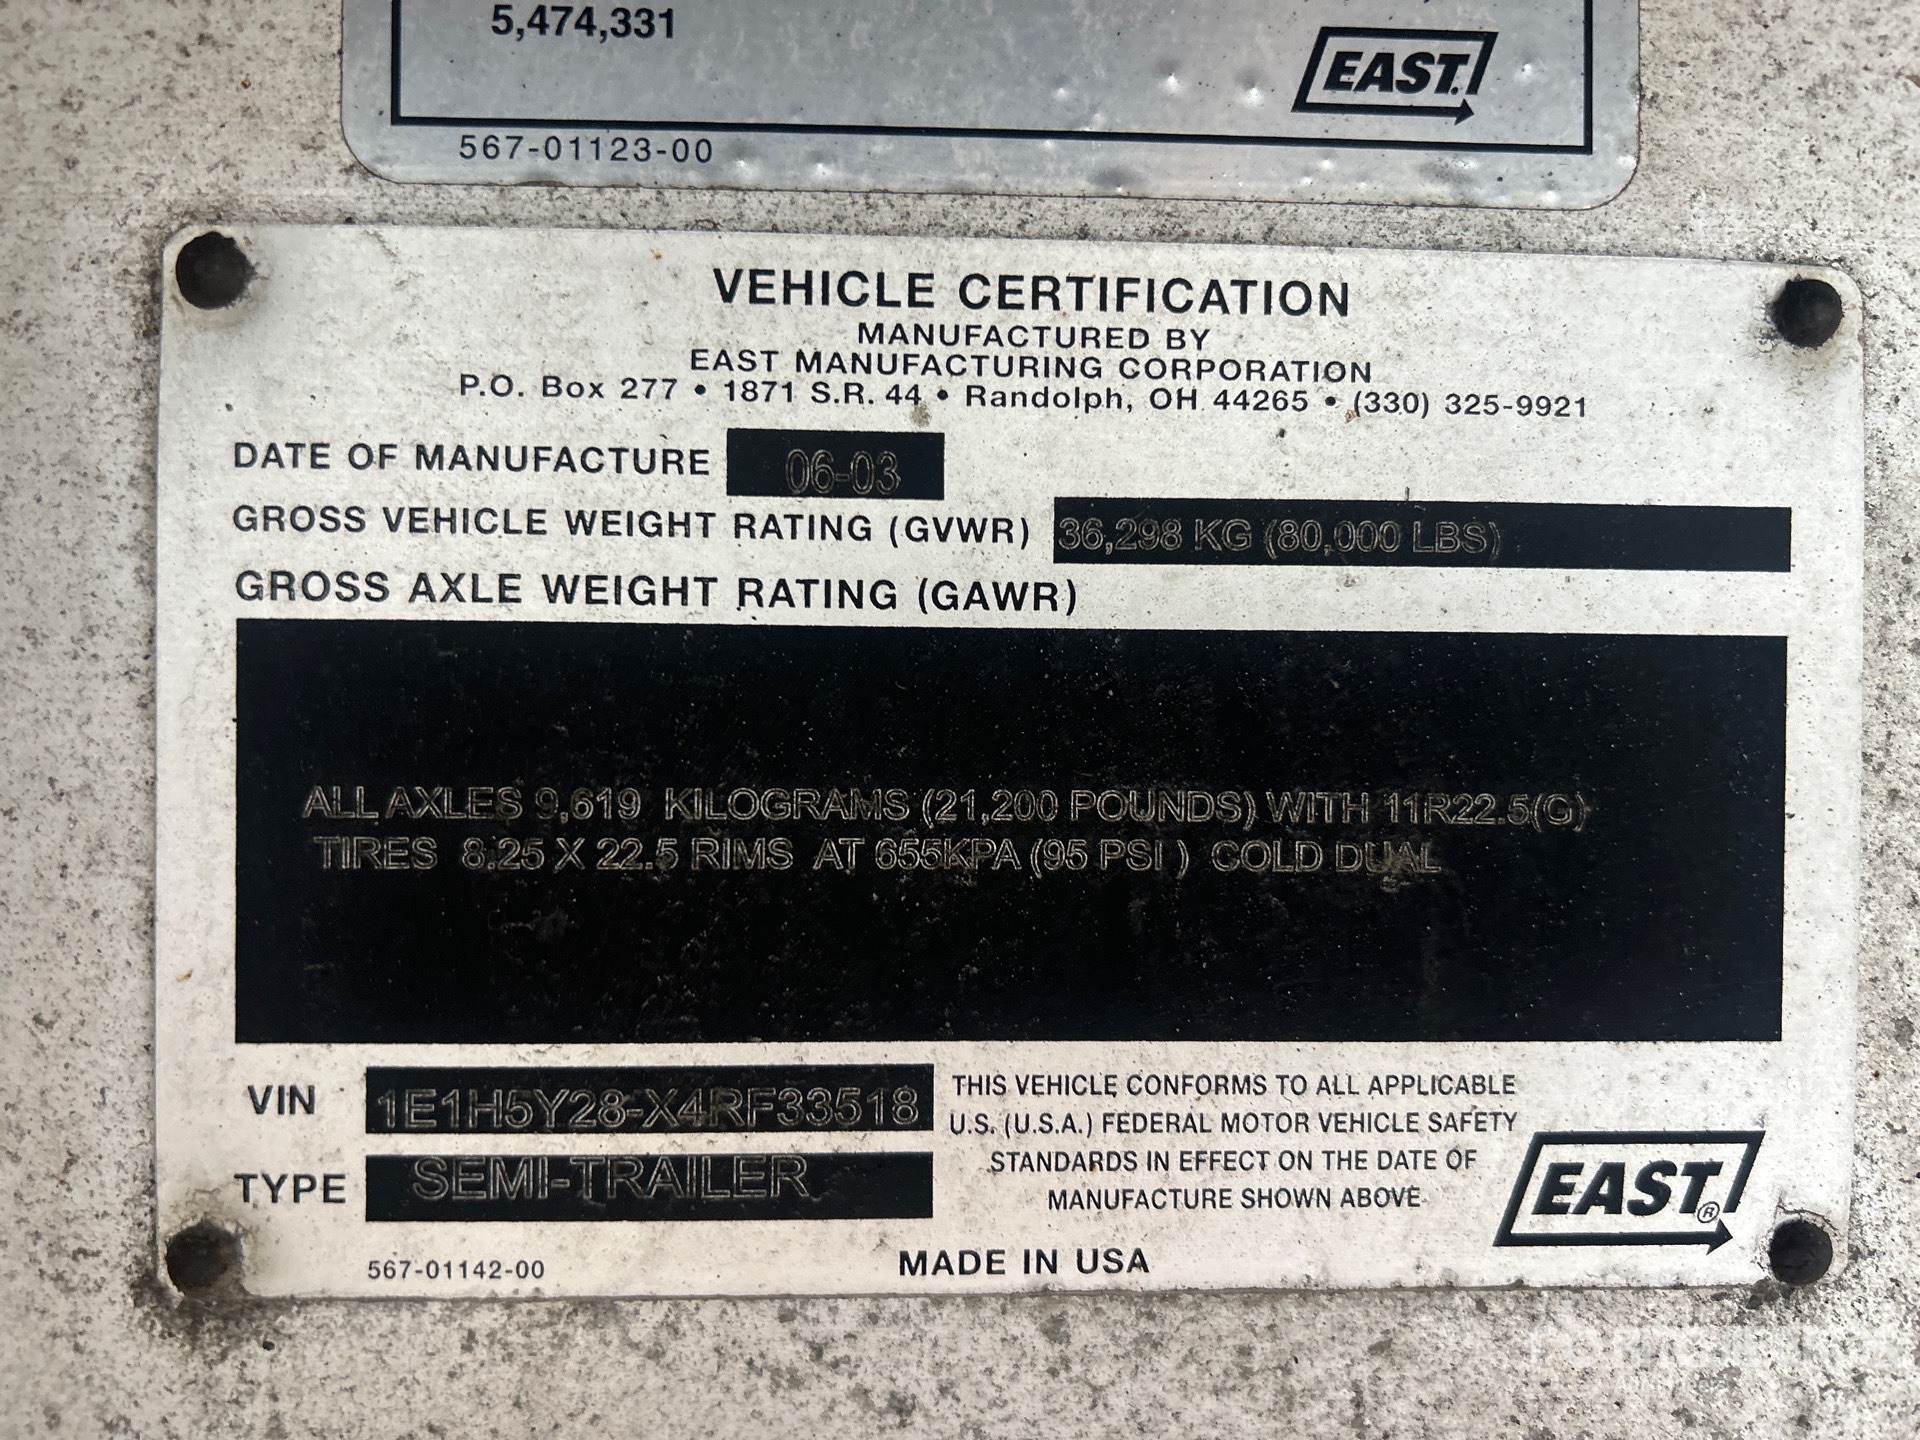 5,474,331
EAST
567-01123-00
VEHICLE CERTIFICATION
MANUFACTURED BY
EAST MANUFACTURING CORPORATION
P.O. Box 277 • 1871 S.R. 44 • Randolph, OH 44265 • (330) 325-9921
DATE OF MANUFACTURE 06-03
GROSS VEHICLE WEIGHT RATING (GVWR) 36,298 KG (80,000 LBS)
GROSS AXLE WEIGHT RATING (GAWR)
ALL AXLES 9,619 KILOGRAMS (21,200 POUNDS) WITH 11R22.5(G)
TIRES 8.25 X 22.5 RIMS AT 655KPA (95 PSI ) COLD DUAL
VIN 1E1H5Y28-X4RF33518
TYPE SEMI-TRAILER
THIS VEHICLE CONFORMS TO ALL APPLICABLE
U.S. (U.S.A.) FEDERAL MOTOR VEHICLE SAFETY
STANDARDS IN EFFECT ON THE DATE OF
MANUFACTURE SHOWN ABOVE
EAST®
567-01142-00
MADE IN USA